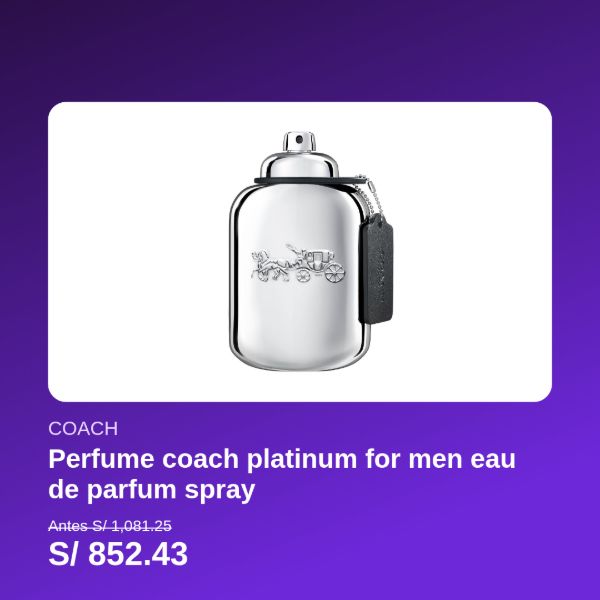 COACH
Perfume coach platinum for men eau
de parfum spray
Antes S/ 1,081.25
S/ 852.43